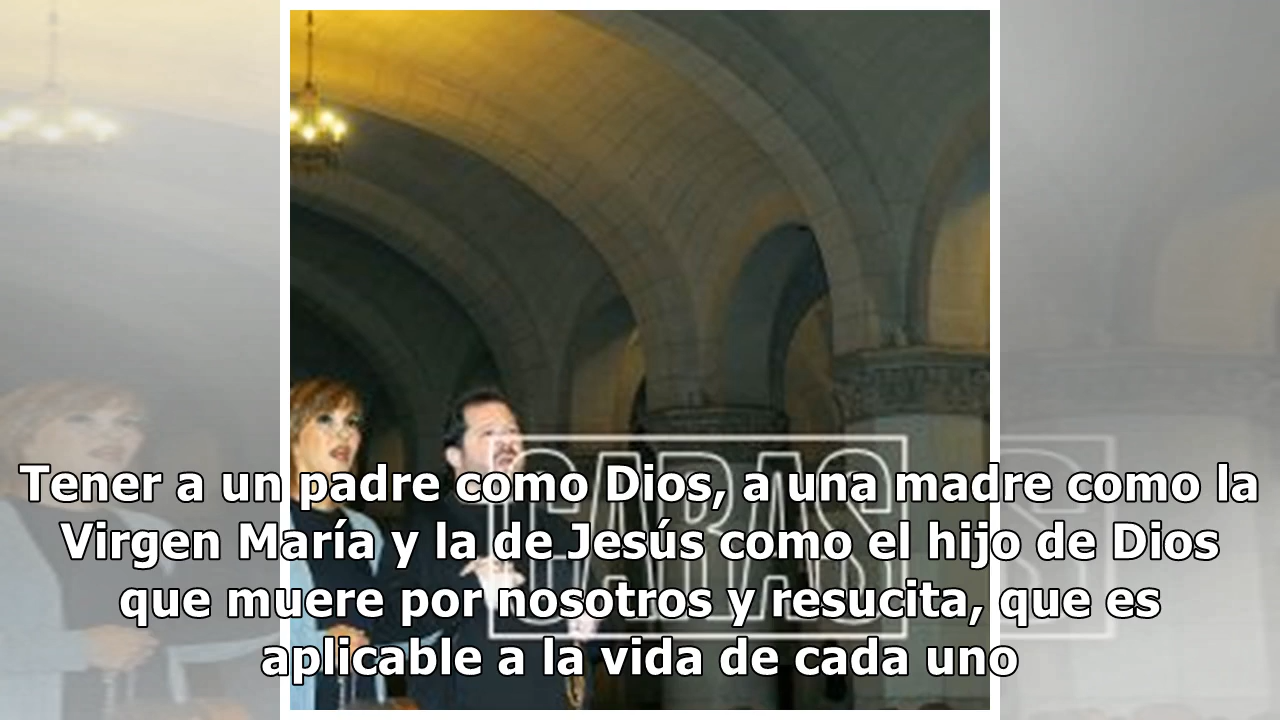 CARAS
Tener a un padre como Dios, a una madre como la
Virgen María y la de Jesús como el hijo de Dios
que muere por nosotros y resucita, que es
aplicable a la vida de cada uno